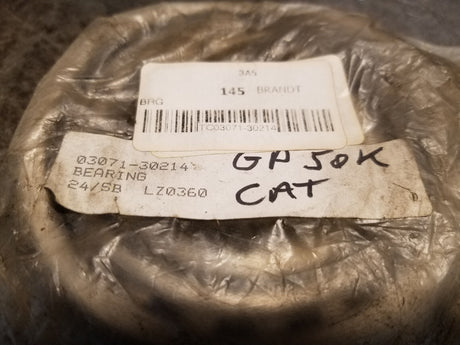 3A5
145 BRANDT
BRG
TC03071-30214
03071-30214
BEARING
24/SB LZ0360
GP50K
CAT